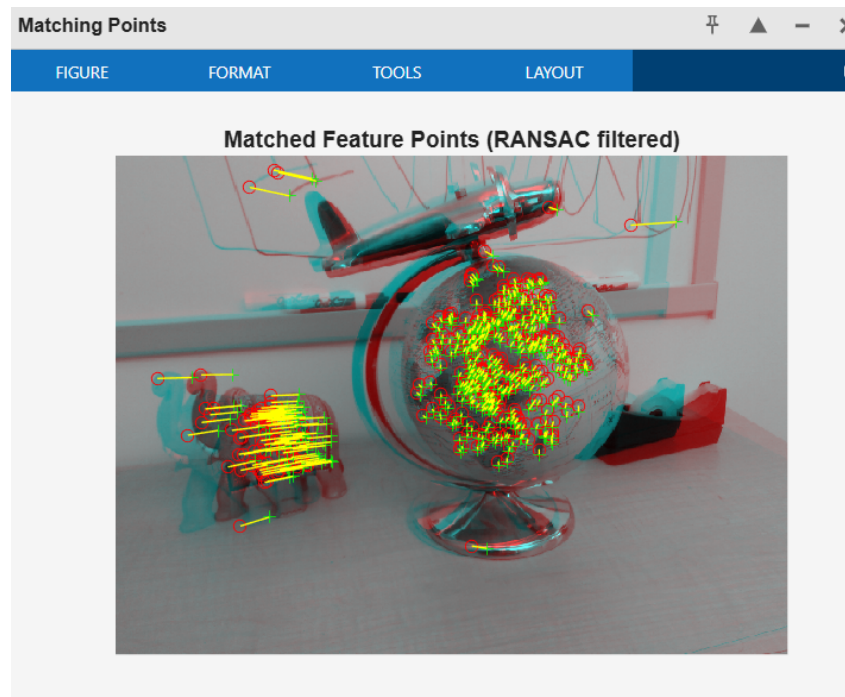 Matching Points
FIGURE FORMAT TOOLS LAYOUT
Matched Feature Points (RANSAC filtered)